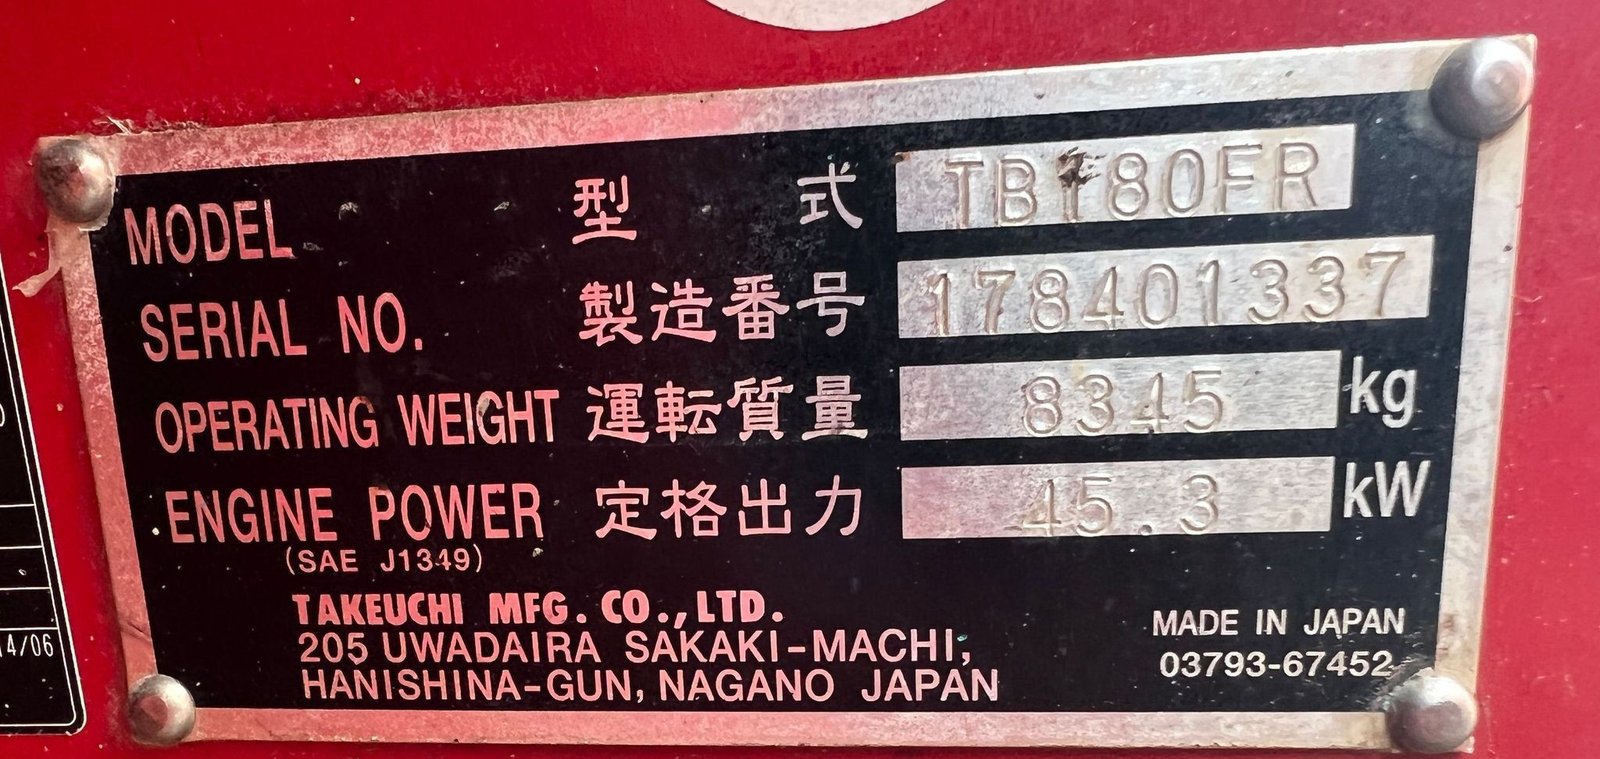 MODEL 型 式 TB180FR
SERIAL NO. 製造番号 178401337
OPERATING WEIGHT 運転質量 8345 kg
ENGINE POWER 定格出力 45.3 kW
(SAE J1349)
TAKEUCHI MFG. CO., LTD.
205 UWADAIRA SAKAKI-MACHI,
HANISHINA-GUN, NAGANO JAPAN
MADE IN JAPAN
03793-67452
14/06